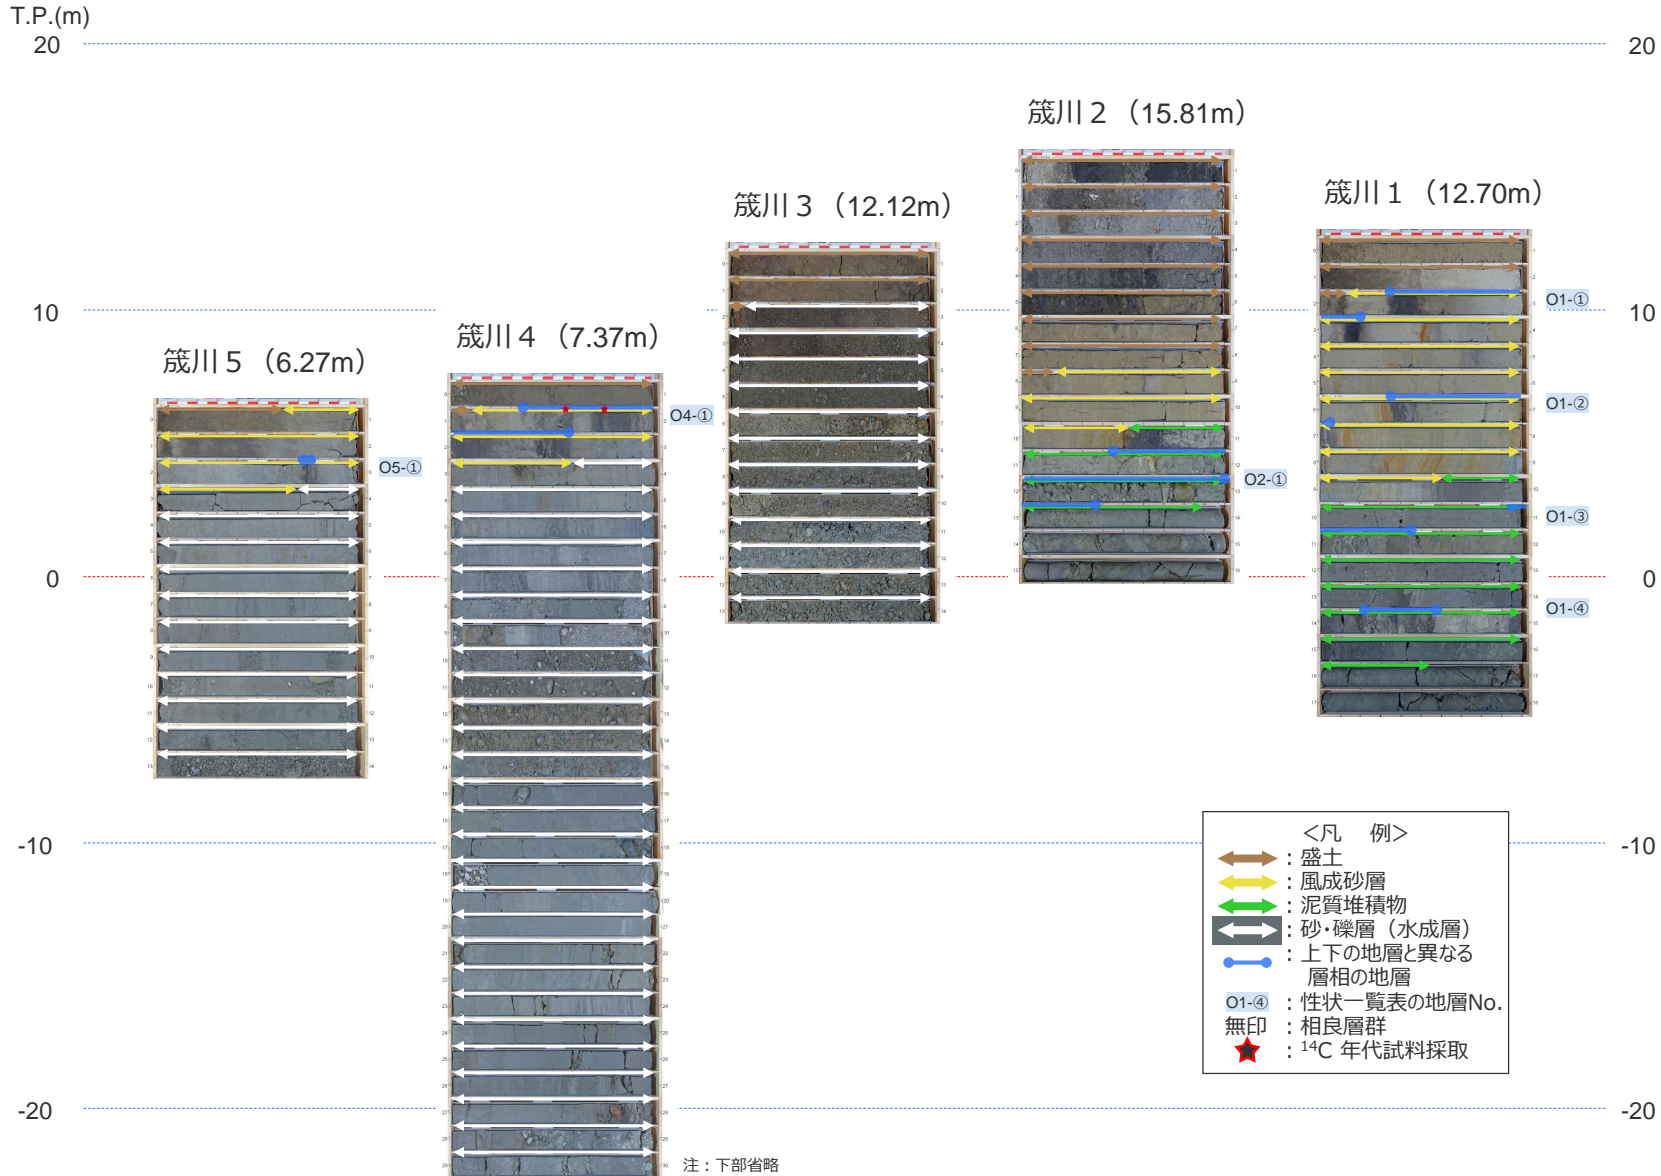 T.P.(m)
20
20
筬川２（15.81m）
筬川３（12.12m）
筬川１（12.70m）
O1-①
10
10
筬川４（7.37m）
筬川５（6.27m）
O1-②
O4-①
O5-①
O2-①
O1-③
0
0
O1-④
-10
-10
＜凡　例＞
：盛土
：風成砂層
：泥質堆積物
：砂・礫層（水成層）
：上下の地層と異なる
層相の地層
O1-④：性状一覧表の地層No.
無印：相良層群
：14C 年代試料採取
-20
-20
注：下部省略